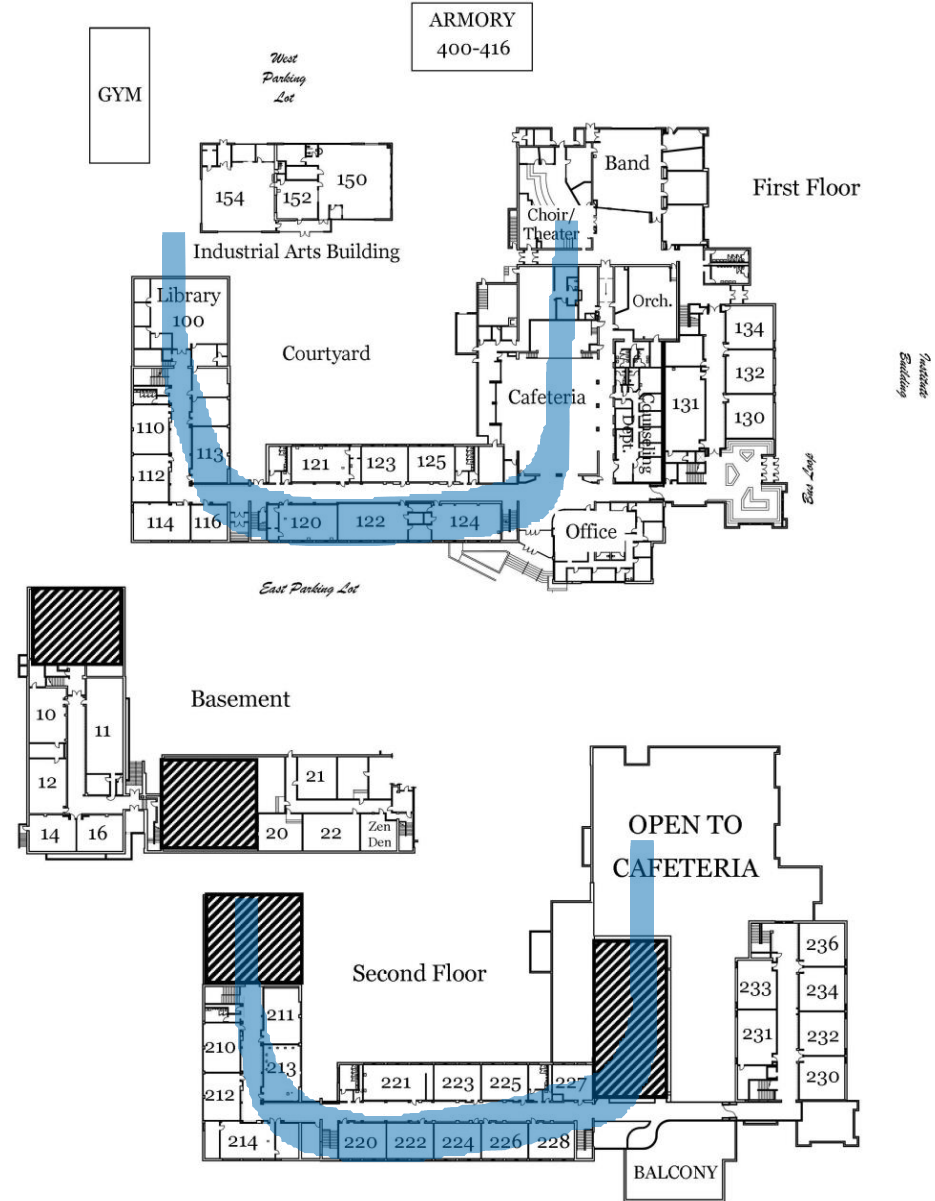 ARMORY
400-416
GYM
West
Parking
Lot
154
152
150
Industrial Arts Building
Band
Choir/
Theater
First Floor
Library
100
Courtyard
Orch.
Cafeteria
Counseling
Dept.
131
134
132
130
Institute
Building
Bus Loop
110
112
113
114
116
121
123
125
120
122
124
Office
East Parking Lot
Basement
10
11
12
14
16
21
20
22
Zen
Den
OPEN TO
CAFETERIA
Second Floor
211
210
213
212
214
221
223
225
227
220
222
224
226
228
233
231
236
234
232
230
BALCONY